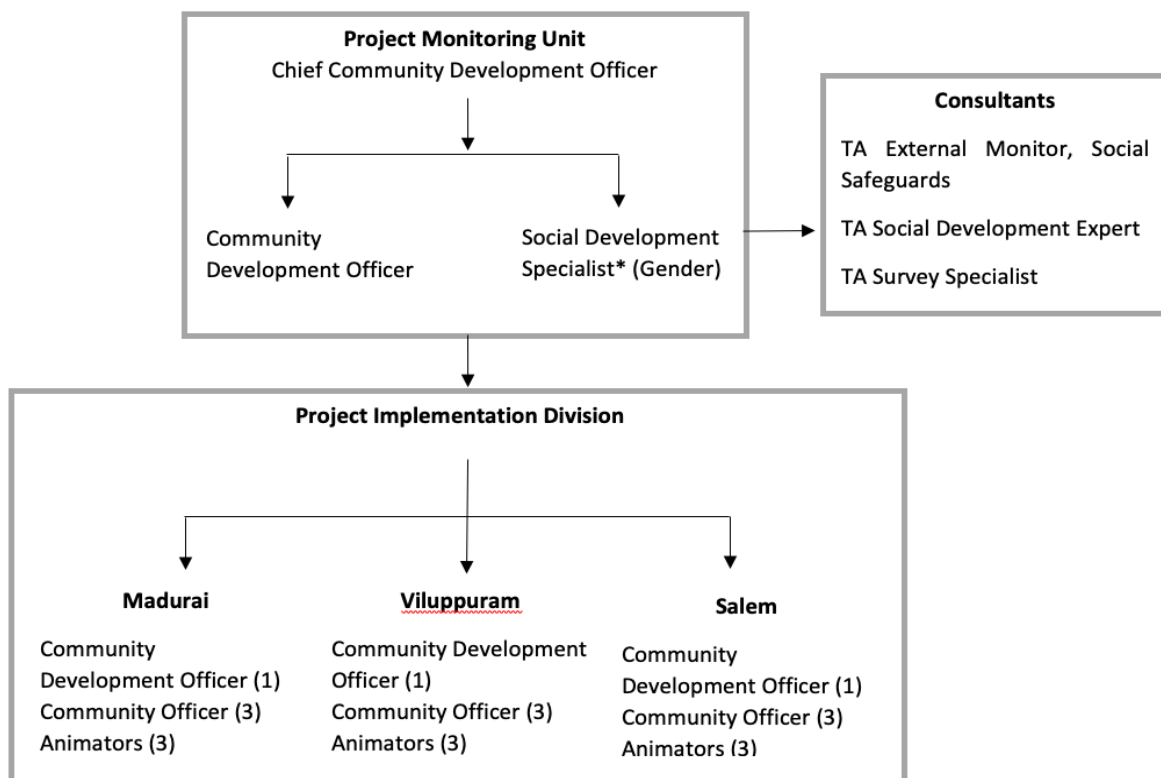 Project Monitoring Unit
Chief Community Development Officer
Community
Development Officer
Social Development
Specialist* (Gender)
Consultants
TA External Monitor, Social
Safeguards
TA Social Development Expert
TA Survey Specialist
Project Implementation Division
Madurai
Community
Development Officer (1)
Community Officer (3)
Animators (3)
Viluppuram
Community Development
Officer (1)
Community Officer (3)
Animators (3)
Salem
Community
Development Officer (1)
Community Officer (3)
Animators (3)